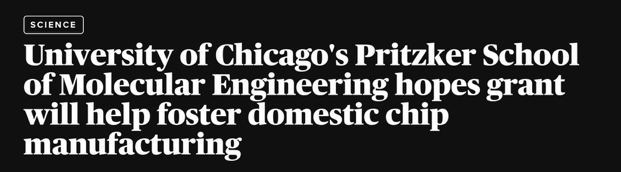 SCIENCE
University of Chicago's Pritzker School
of Molecular Engineering hopes grant
will help foster domestic chip
manufacturing